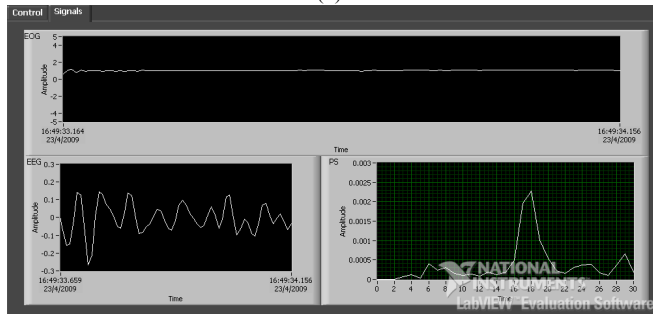 Control Signals
EOG
5-
4-
2-
0-
-2-
-4-
-5-
Amplitude
16:49:33.164
23/4/2009
16:49:34.156
23/4/2009
Time
EEG
0.3-
0.2-
0.1-
0-
-0.1-
-0.2-
-0.3-
Amplitude
16:49:33.659
23/4/2009
16:49:34.156
23/4/2009
Time
PS
0.003-
0.0025-
0.002-
0.0015-
0.001-
0.0005-
0-
Amplitude
0 2 4 6 8 10 12 14 16 18 20 22 24 26 28 30
Time
NATIONAL
INSTRUMENTS
LabVIEW Evaluation Software